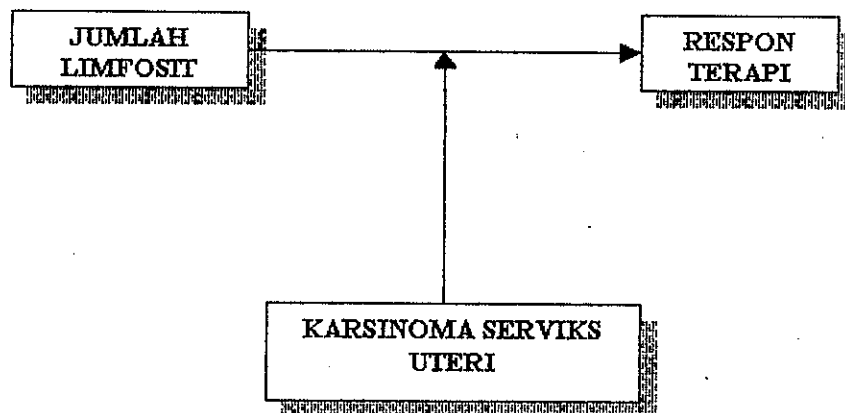 JUMLAH
LIMFOSIT
RESPON
TERAPI
KARSINOMA SERVIKS
UTERI